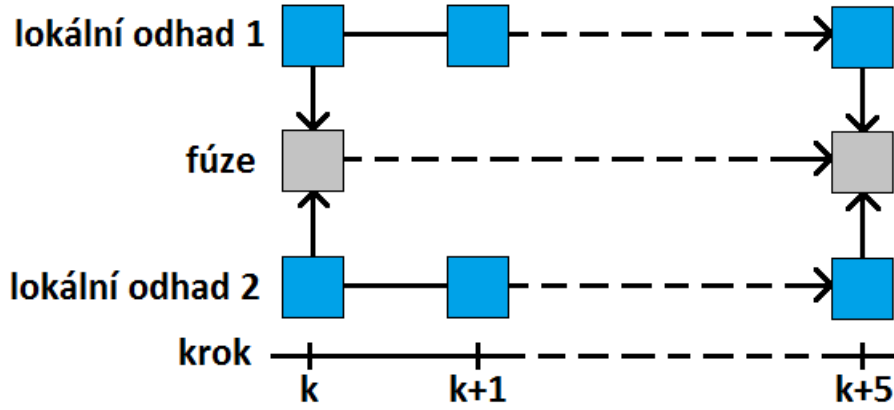 lokální odhad 1
fúze
lokální odhad 2
krok
k k+1 k+5